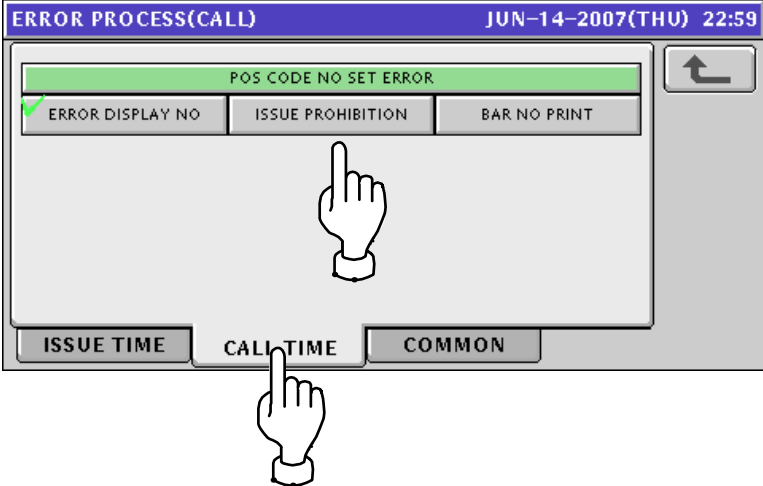 ERROR PROCESS(CALL) JUN-14-2007(THU) 22:59
POS CODE NO SET ERROR
ERROR DISPLAY NO ISSUE PROHIBITION BAR NO PRINT
ISSUE TIME CALL TIME COMMON